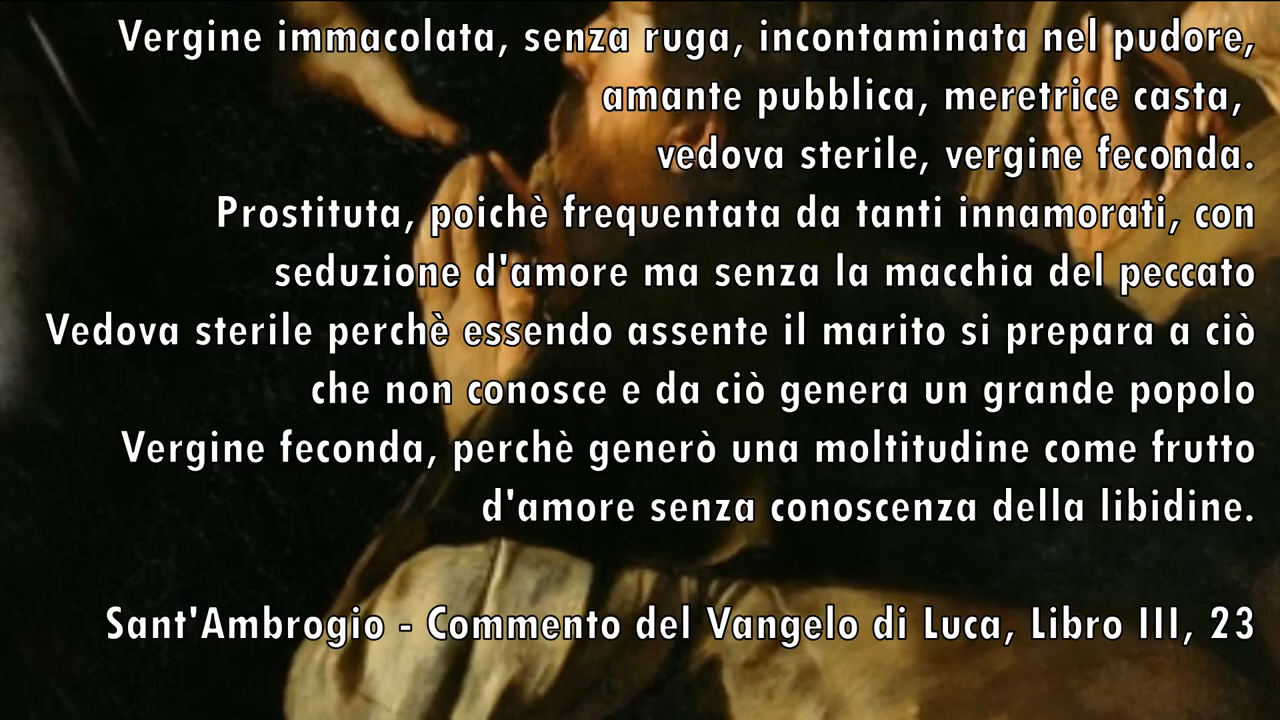 Vergine immacolata, senza ruga, incontaminata nel pudore,
amante pubblica, meretrice casta,
vedova sterile, vergine feconda.
Prostituta, poichè frequentata da tanti innamorati, con
seduzione d'amore ma senza la macchia del peccato
Vedova sterile perchè essendo assente il marito si prepara a ciò
che non conosce e da ciò genera un grande popolo
Vergine feconda, perchè generò una moltitudine come frutto
d'amore senza conoscenza della libidine.
Sant'Ambrogio - Commento del Vangelo di Luca, Libro III, 23